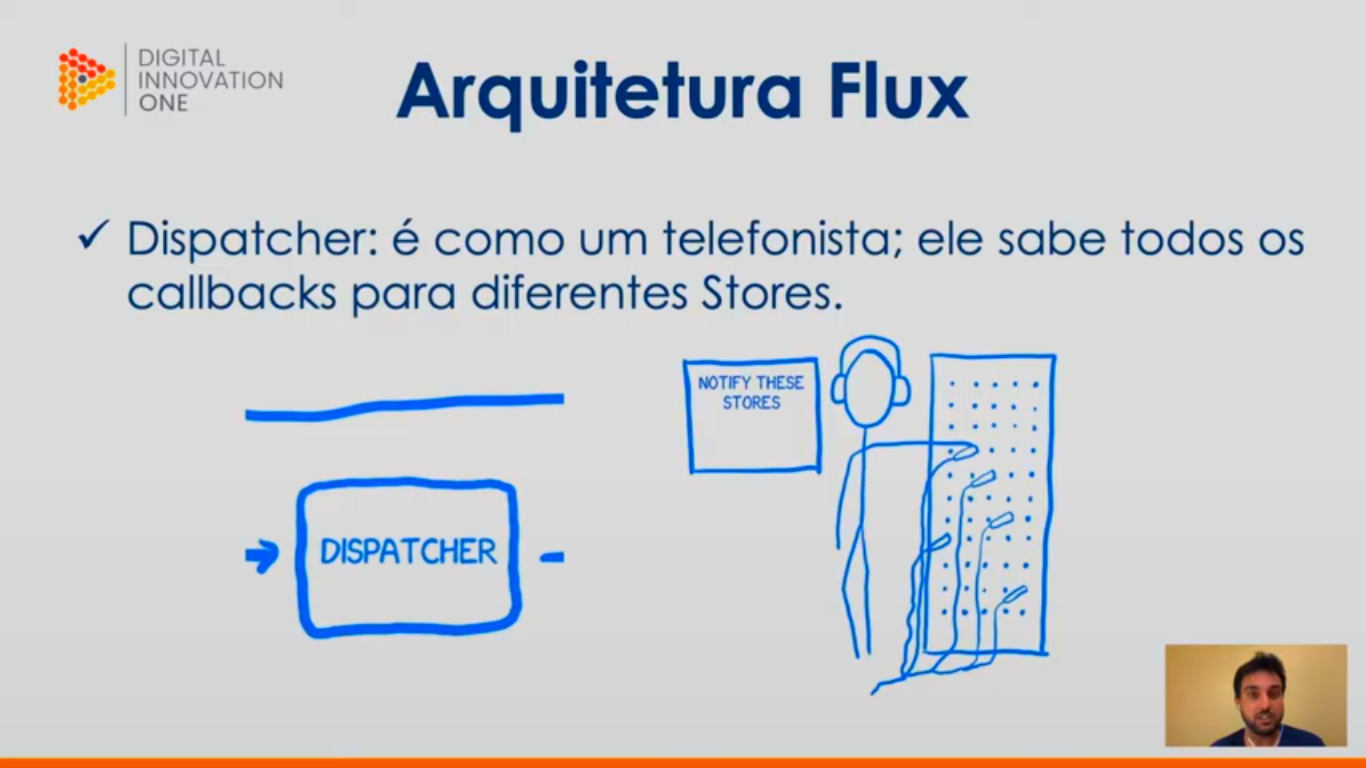 DIGITAL
INNOVATION
ONE
Arquitetura Flux
✓ Dispatcher: é como um telefonista; ele sabe todos os
callbacks para diferentes Stores.
DISPATCHER
NOTIFY THESE
STORES